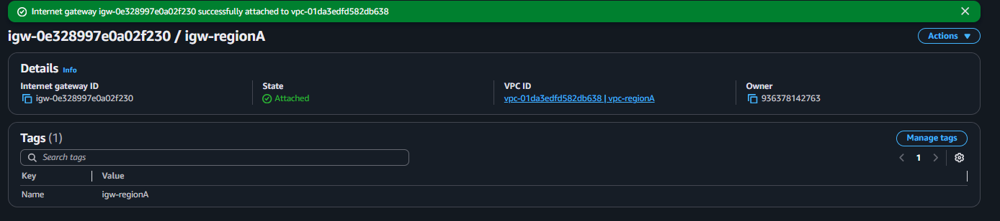 Internet gateway igw-0e328997e0a02f230 successfully attached to vpc-01da3edfd582db638
igw-0e328997e0a02f230 / igw-regionA
Actions
Details Info
Internet gateway ID
igw-0e328997e0a02f230
State
Attached
VPC ID
vpc-01da3edfd582db638 | vpc-regionA
Owner
936378142763
Tags (1)
Manage tags
Search tags
1
Key Value
Name igw-regionA